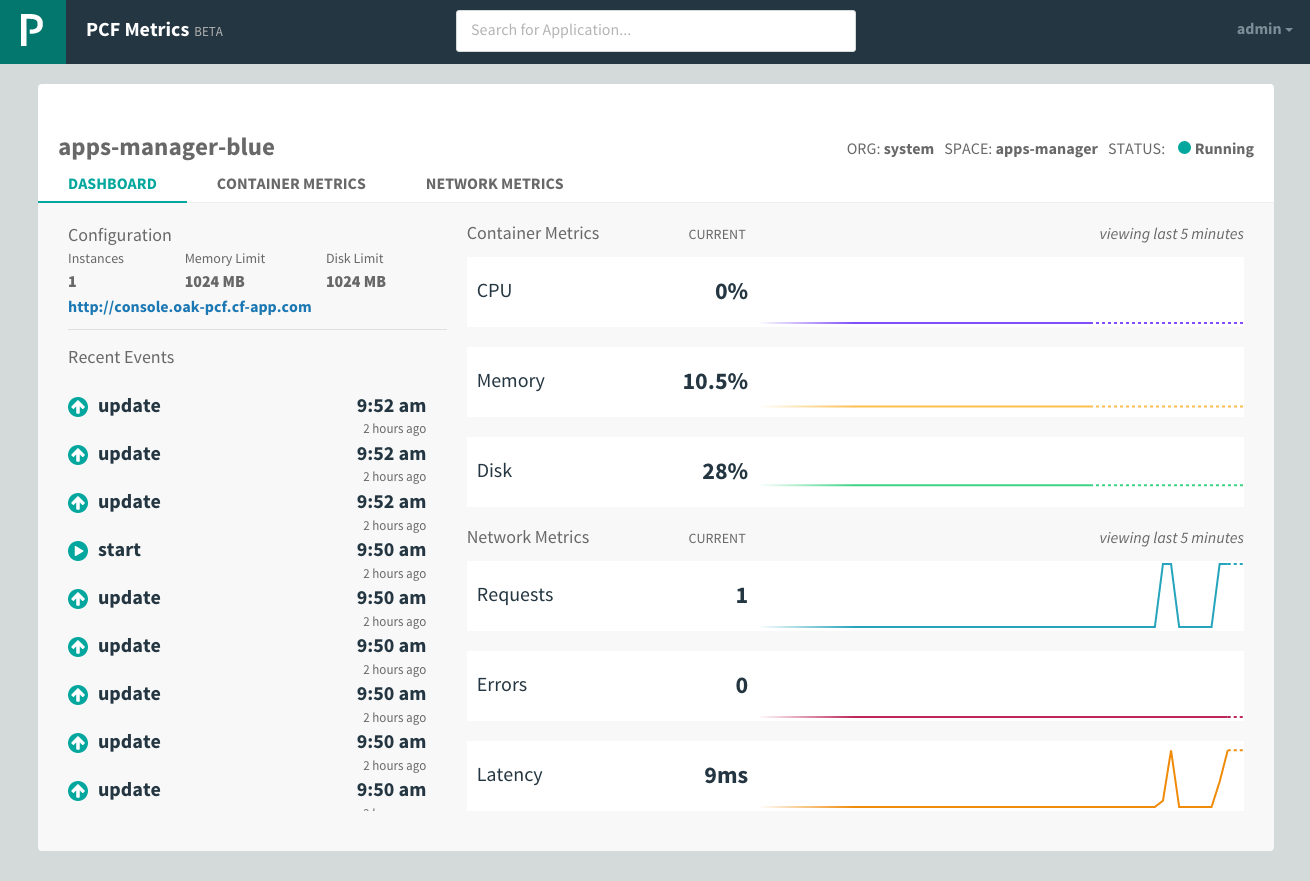 P
PCF Metrics BETA
Search for Application...
admin
apps-manager-blue
ORG: system SPACE: apps-manager STATUS: Running
DASHBOARD CONTAINER METRICS NETWORK METRICS
Configuration
Instances Memory Limit Disk Limit
1 1024 MB 1024 MB
http://console.oak-pcf.cf-app.com
Recent Events
update 9:52 am
2 hours ago
update 9:52 am
2 hours ago
update 9:52 am
2 hours ago
start 9:50 am
2 hours ago
update 9:50 am
2 hours ago
update 9:50 am
2 hours ago
update 9:50 am
2 hours ago
update 9:50 am
2 hours ago
update 9:50 am
Container Metrics CURRENT viewing last 5 minutes
CPU 0%
Memory 10.5%
Disk 28%
Network Metrics CURRENT viewing last 5 minutes
Requests 1
Errors 0
Latency 9ms